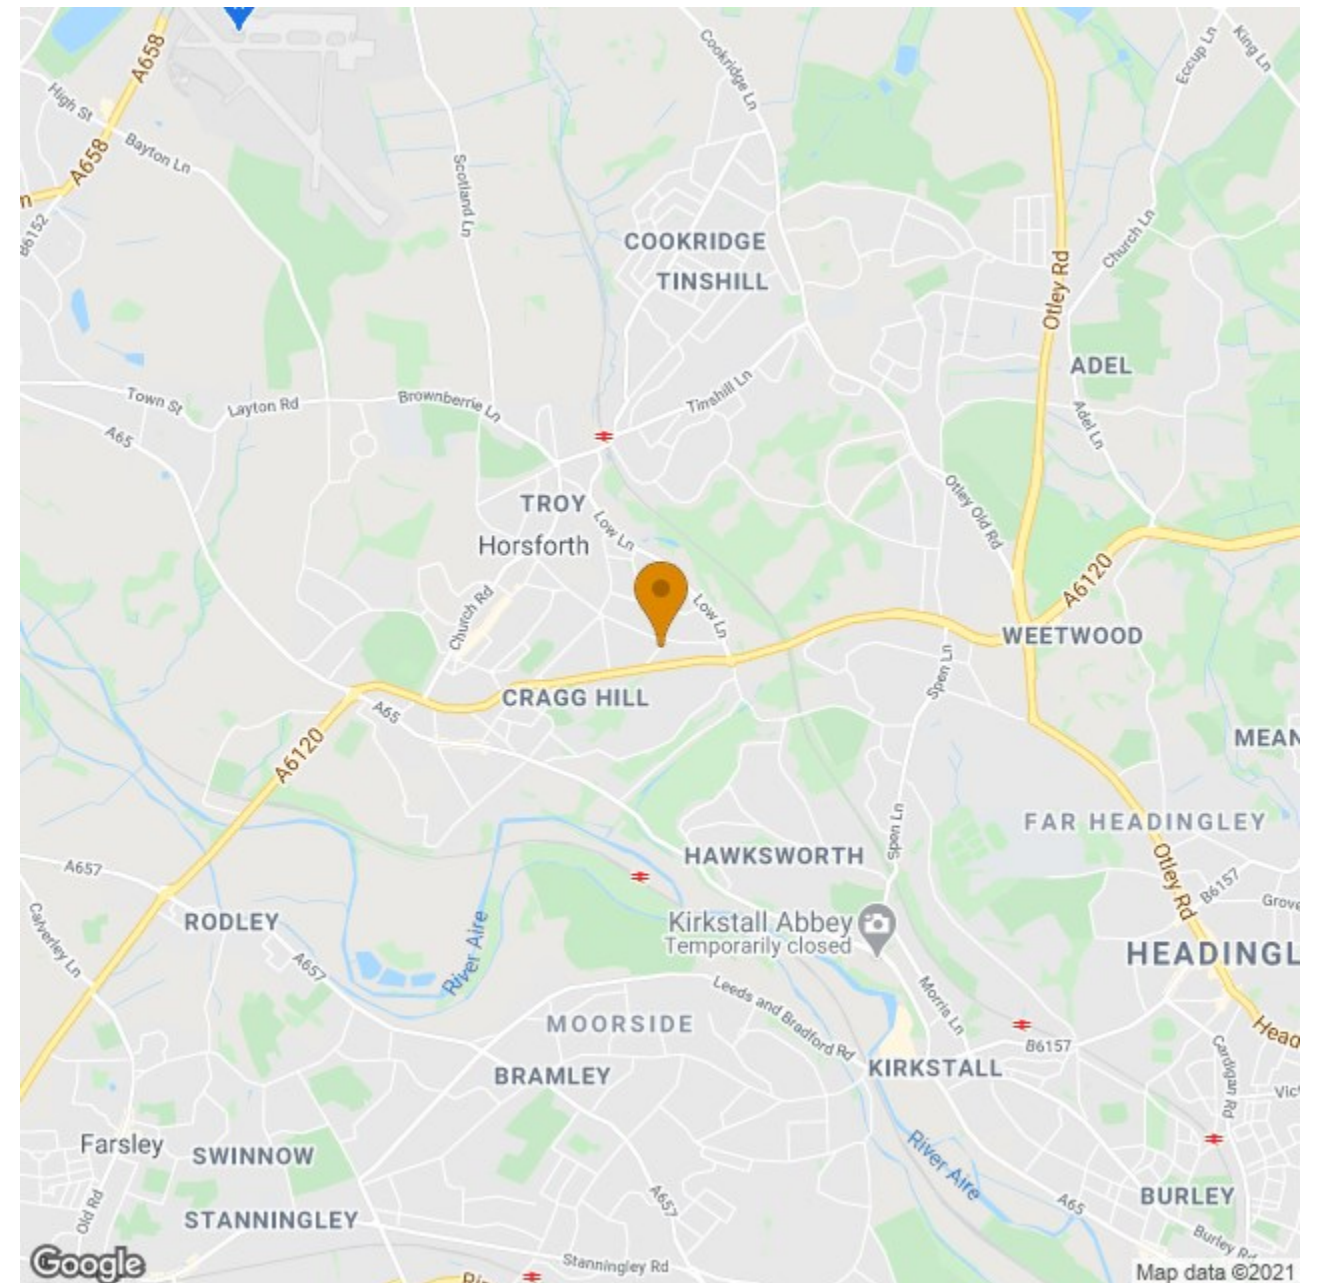 A658
Cookridge Ln
Eccup Ln
King Ln
High St
Bayton Ln
A658
Scotland Ln
B6152
Church Ln
COOKRIDGE
TINSHILL
Otley Rd
ADEL
Town St
Layton Rd
Brownberrie Ln
Tinshill Ln
A65
Adel Ln
Otley Old Rd
TROY
Low Ln
Horsforth
A6120
Church Rd
Low Ln
WEETWOOD
Spen Ln
CRAGG HILL
A65
A6120
MEAN
FAR HEADINGLEY
Spen Ln
HAWKSWORTH
A657
Otley Rd
B6157
Grove
Calverley Ln
RODLEY
Kirkstall Abbey
Temporarily closed
River Aire
HEADINGL
A657
Leeds and Bradford Rd
Morris Ln
MOORSIDE
B6157
Head
Cardigan Rd
BRAMLEY
KIRKSTALL
Vic
Farsley
SWINNOW
River Aire
Old Rd
STANNINGLEY
A657
A65
BURLEY
Burley Rd
Stanningley Rd
Google
Map data ©2021